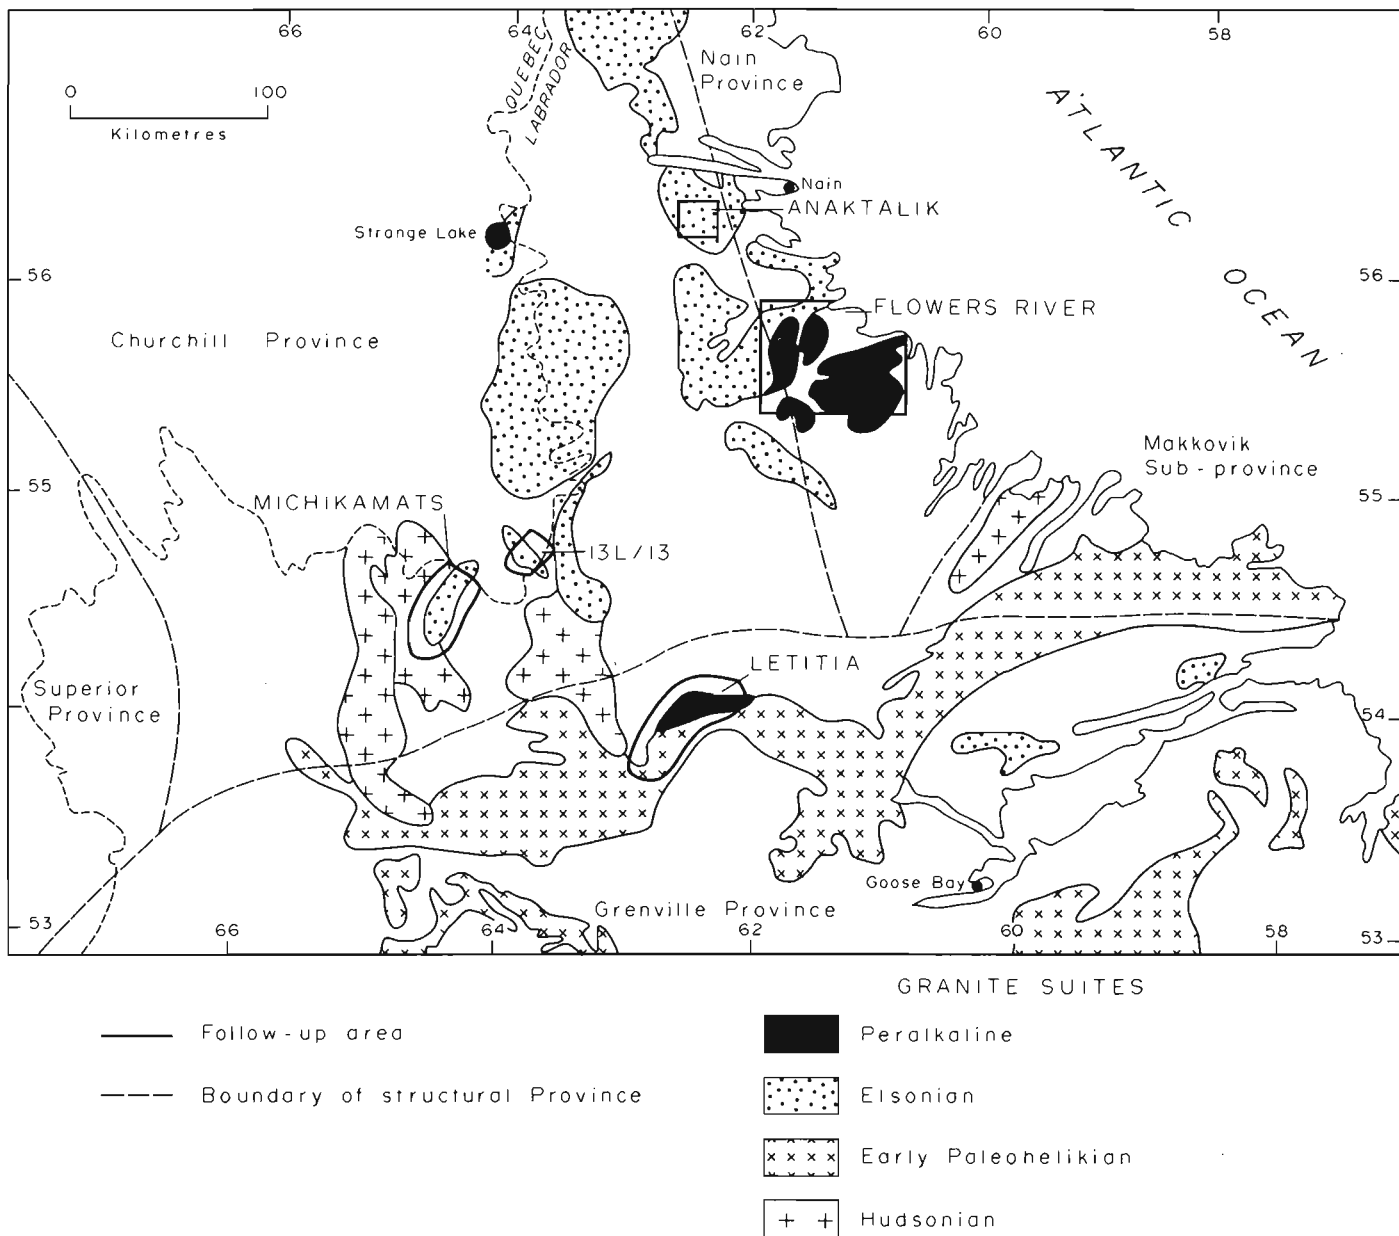 66
64
62
60
58
0 100
Kilometres
QUEBEC
LABRADOR
Nain
Province
ATLANTIC
OCEAN
Nain
ANAKTALIK
Strange Lake
56
56
FLOWERS RIVER
Churchill Province
Makkovik
Sub-province
55
55
MICHIKAMATS
13L/13
LETITIA
Superior
Province
54
Goose Bay
Grenville Province
53
53
66
64
62
60
58
GRANITE SUITES
Follow-up area
Peralkaline
Boundary of structural Province
Elsonian
Early Paleohelikian
Hudsonian